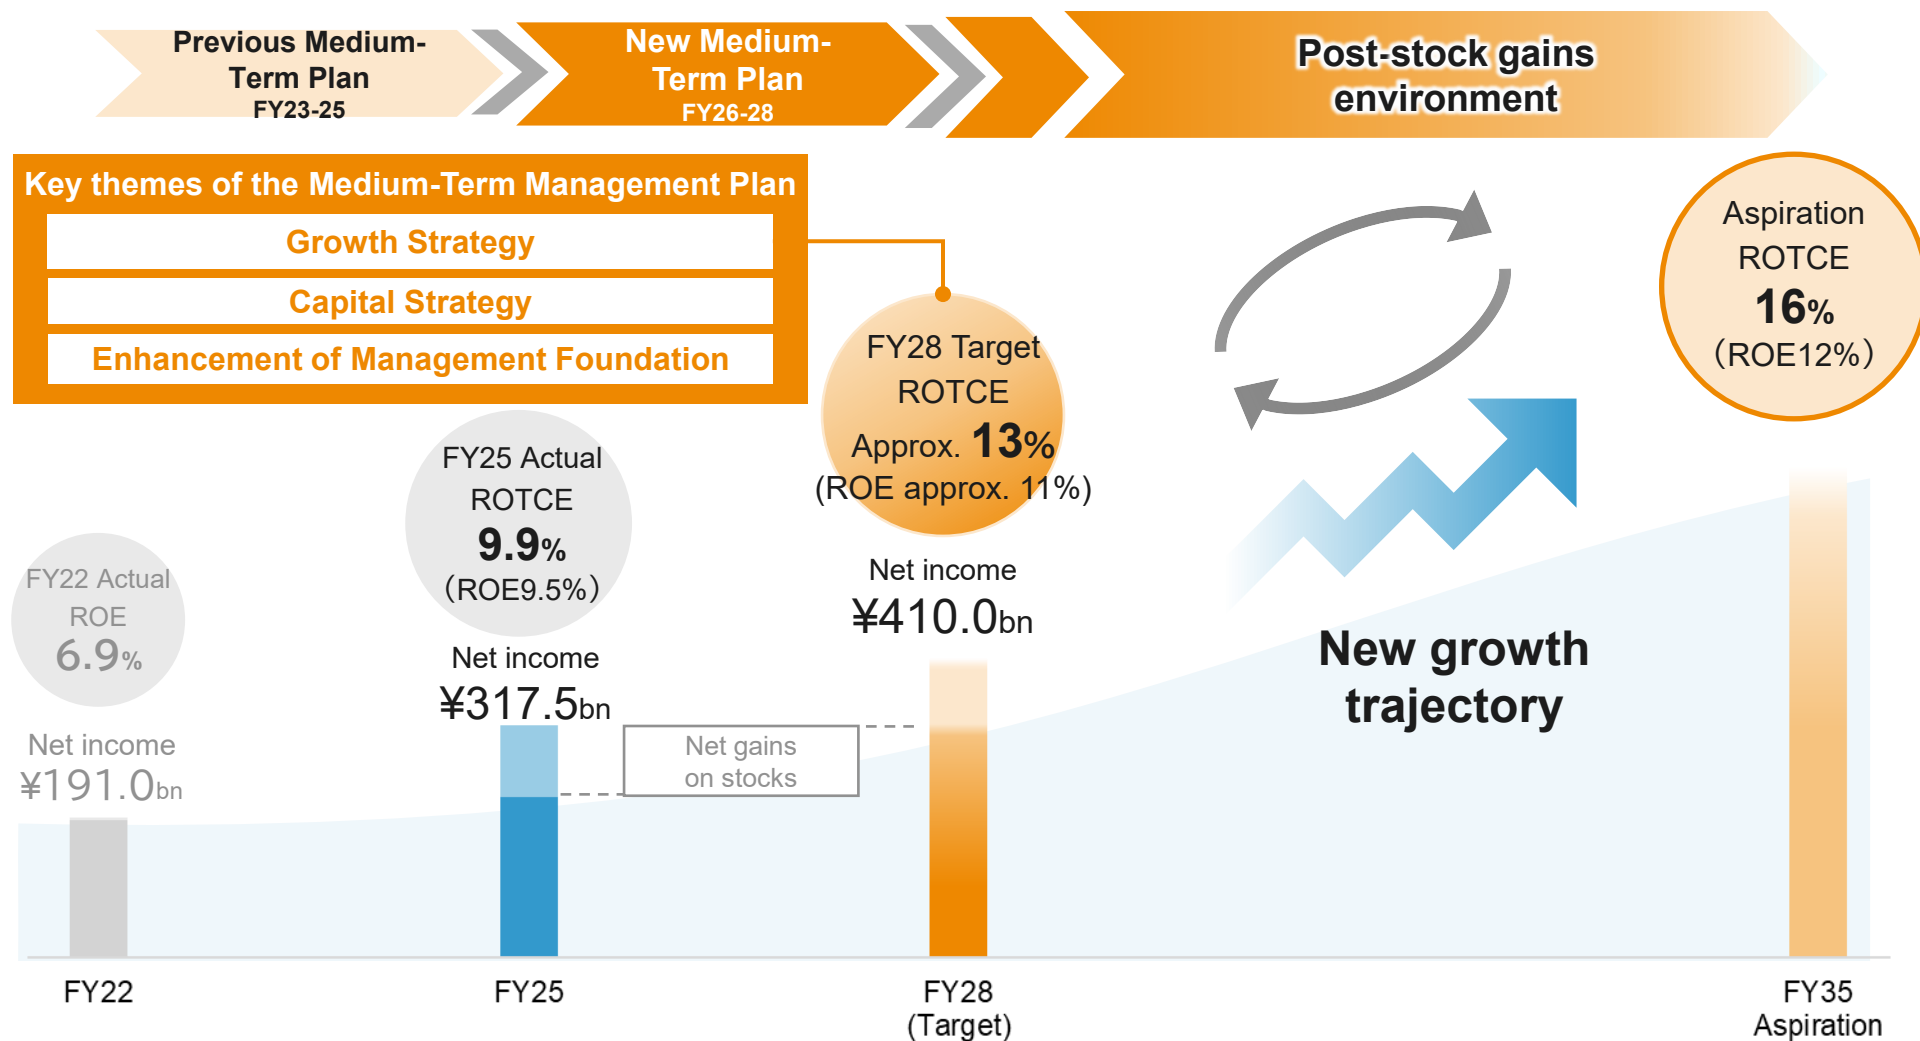 Previous Medium-
Term Plan
FY23-25
New Medium-
Term Plan
FY26-28
Post-stock gains
environment
Key themes of the Medium-Term Management Plan
Growth Strategy
Capital Strategy
Enhancement of Management Foundation
FY22 Actual
ROE
6.9%
Net income
¥191.0bn
FY25 Actual
ROTCE
9.9%
(ROE9.5%)
Net income
¥317.5bn
Net gains
on stocks
FY28 Target
ROTCE
Approx. 13%
(ROE approx. 11%)
Net income
¥410.0bn
New growth
trajectory
Aspiration
ROTCE
16%
(ROE12%)
FY22
FY25
FY28
(Target)
FY35
Aspiration